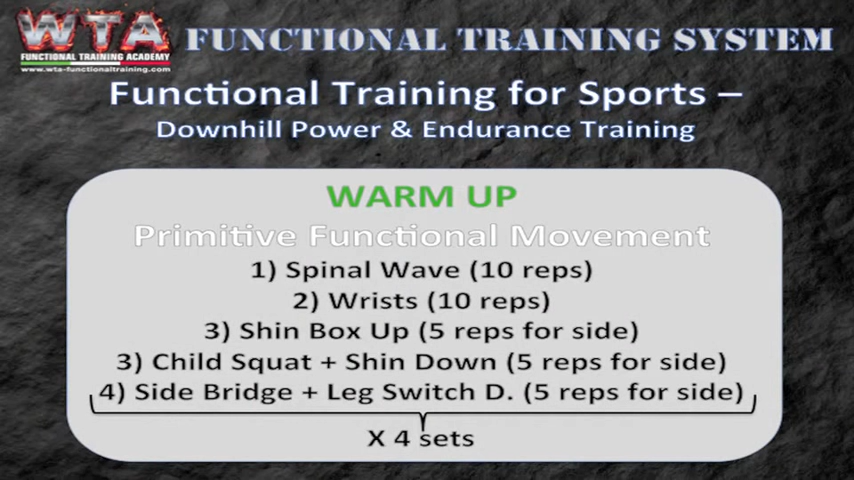 WTA
FUNCTIONAL TRAINING ACADEMY
www.wta-functionaltraining.com
FUNCTIONAL TRAINING SYSTEM
Functional Training for Sports –
Downhill Power & Endurance Training
WARM UP
Primitive Functional Movement
1) Spinal Wave (10 reps)
2) Wrists (10 reps)
3) Shin Box Up (5 reps for side)
3) Child Squat + Shin Down (5 reps for side)
4) Side Bridge + Leg Switch D. (5 reps for side)
X 4 sets